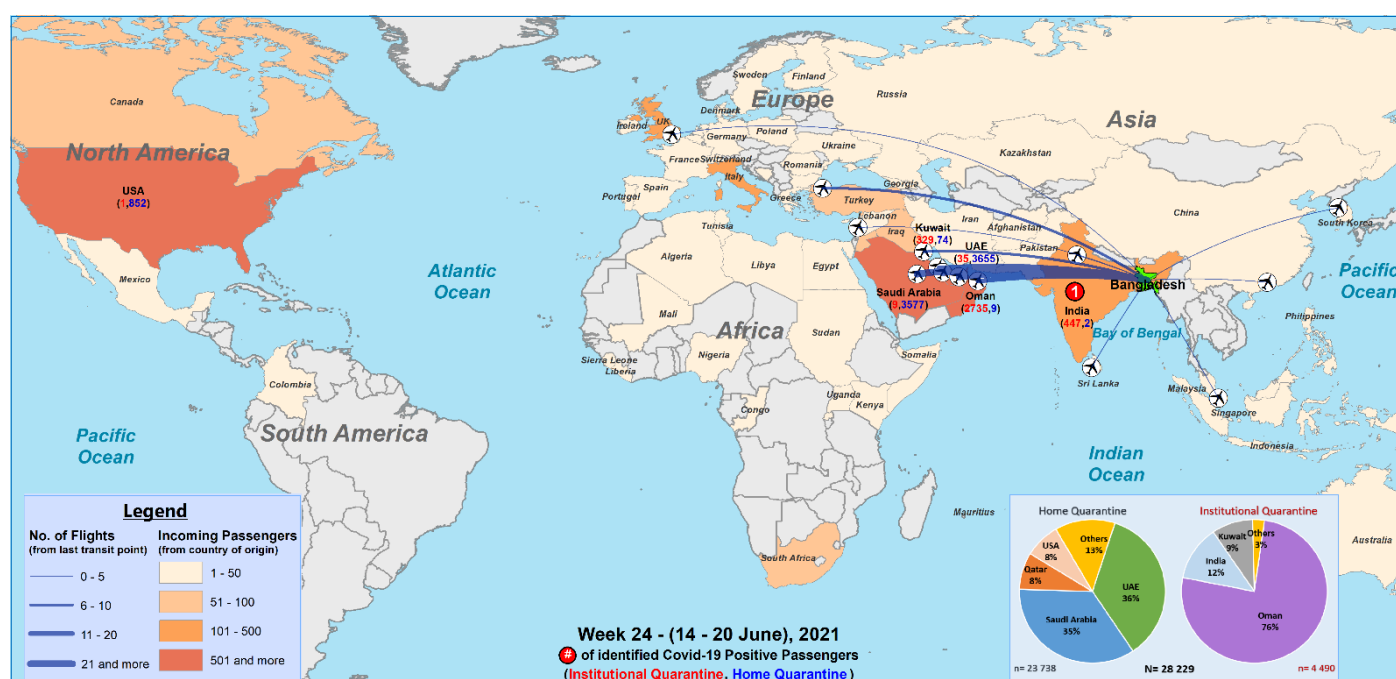 Sweden
Finland
Russia
Canada
Europe
Denmark
Asia
Ireland
UK
Germany
Poland
North America
France
Switzerland
Ukraine
Kazakhstan
Romania
Italy
USA
(1,852)
Spain
Portugal
Greece
Georgia
Turkey
China
South Korea
Tunisia
Lebanon
Iraq
Iran
Afghanistan
Kuwait
(329,74)
UAE
(35,3655)
Pakistan
Algeria
Libya
Egypt
Atlantic
Ocean
Pacific
Ocean
Mexico
Saudi Arabia
(9,3577)
Oman
(2735,9)
1
India
(447,2)
Bangladesh
Bay of Bengal
Philippines
Mali
Africa
Sudan
Sierra Leone
Liberia
Nigeria
Somalia
Sri Lanka
Malaysia
Singapore
Colombia
Uganda
Kenya
Congo
Indonesia
South America
Pacific
Ocean
Indian
Ocean
Mauritius
South Africa
Australia
Legend
No. of Flights
(from last transit point)
0 - 5
6 - 10
11 - 20
21 and more
Incoming Passengers
(from country of origin)
1 - 50
51 - 100
101 - 500
501 and more
Week 24 - (14 - 20 June), 2021
# of identified Covid-19 Positive Passengers
(Institutional Quarantine, Home Quarantine)
Home Quarantine
USA
8%
Others
13%
Qatar
8%
UAE
36%
Saudi Arabia
35%
n= 23 738
N= 28 229
Institutional Quarantine
Kuwait
9%
Others
3%
India
12%
Oman
76%
n= 4 490